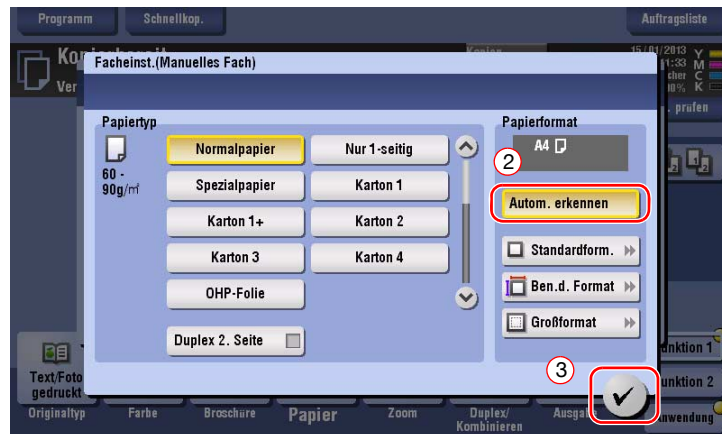 Programm
Schnellkop.
Auftragsliste
15/01/2013
Y
M
C
K
Ver
Facheinst.(Manuelles Fach)
prüfen
Papiertyp
60 -
90g/㎡
Normalpapier
Nur 1-seitig
Spezialpapier
Karton 1
Karton 1+
Karton 2
Karton 3
Karton 4
OHP-Folie
Duplex 2. Seite
Papierformat
A4
2
Autom. erkennen
Standardform.
Ben.d. Format
Großformat
3
Text/Foto
gedruckt
nktion 1
unktion 2
Anwendung
Originaltyp
Farbe
Broschüre
Papier
Zoom
Duplex/
Kombinieren
Ausgabe